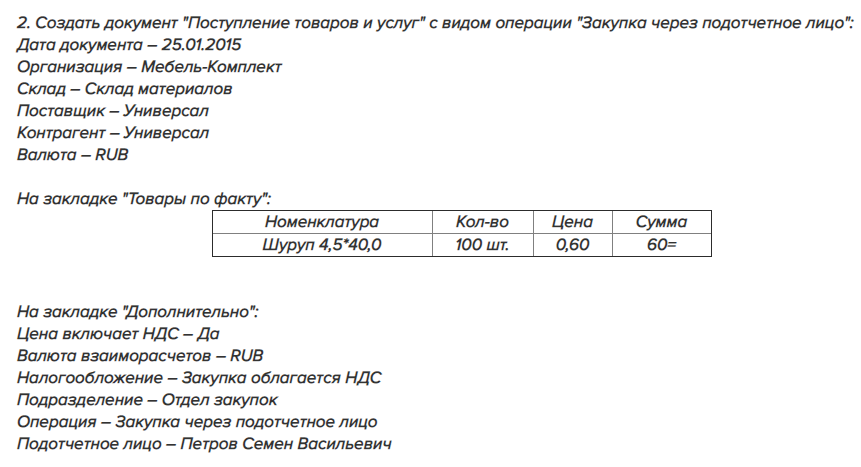 2. Создать документ "Поступление товаров и услуг" с видом операции "Закупка через подотчетное лицо":
Дата документа – 25.01.2015
Организация – Мебель-Комплект
Склад – Склад материалов
Поставщик – Универсал
Контрагент – Универсал
Валюта – RUB
На закладке "Товары по факту":
Номенклатура Кол-во Цена Сумма
Шуруп 4,5*40,0 100 шт. 0,60 60=
На закладке "Дополнительно":
Цена включает НДС – Да
Валюта взаиморасчетов – RUB
Налогообложение – Закупка облагается НДС
Подразделение – Отдел закупок
Операция – Закупка через подотчетное лицо
Подотчетное лицо – Петров Семен Васильевич